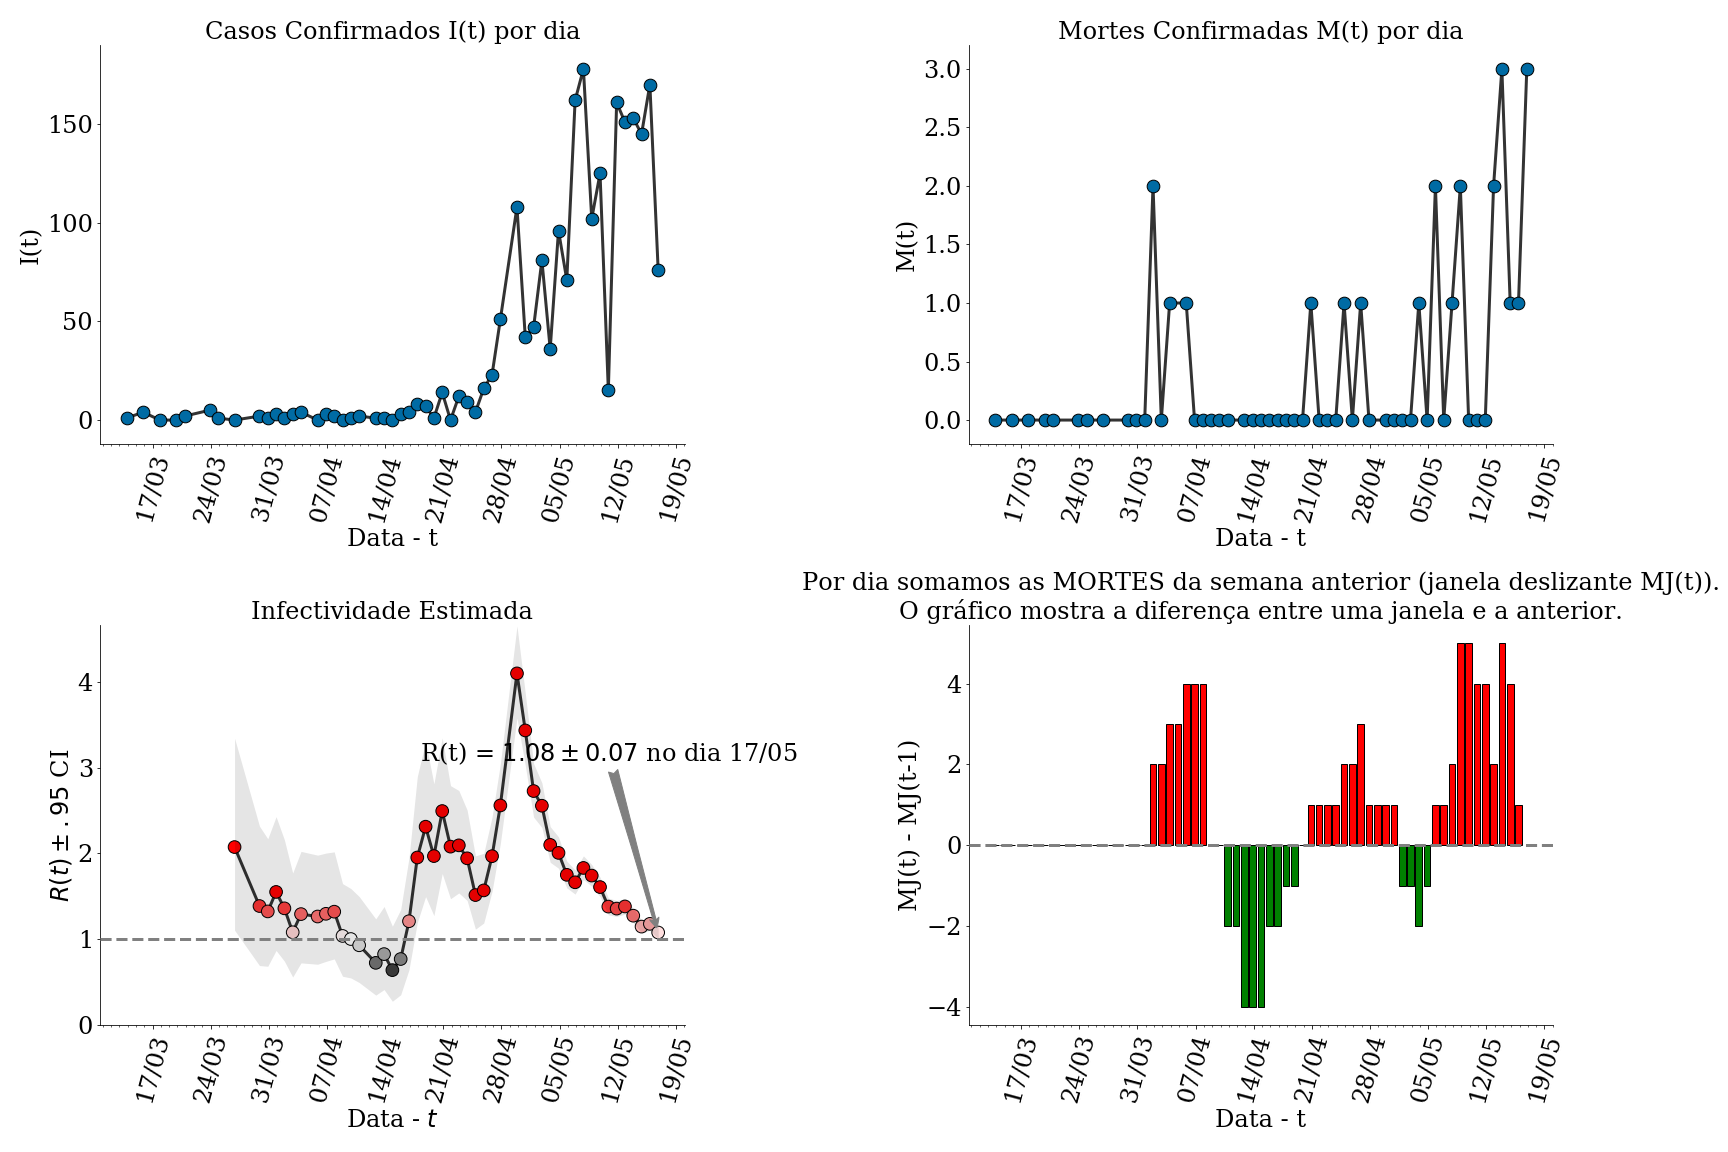 Casos Confirmados I(t) por dia
I(t)
150
100
50
0
17/03 24/03 31/03 07/04 14/04 21/04 28/04 05/05 12/05 19/05
Data - t
Mortes Confirmadas M(t) por dia
M(t)
3.0
2.5
2.0
1.5
1.0
0.5
0.0
17/03 24/03 31/03 07/04 14/04 21/04 28/04 05/05 12/05 19/05
Data - t
Infectividade Estimada
R(t) ± .95 CI
4
3
2
1
0
R(t) = 1.08 ± 0.07 no dia 17/05
17/03 24/03 31/03 07/04 14/04 21/04 28/04 05/05 12/05 19/05
Data - t
Por dia somamos as MORTES da semana anterior (janela deslizante MJ(t)).
O gráfico mostra a diferença entre uma janela e a anterior.
MJ(t) - MJ(t-1)
4
2
0
−2
−4
17/03 24/03 31/03 07/04 14/04 21/04 28/04 05/05 12/05 19/05
Data - t